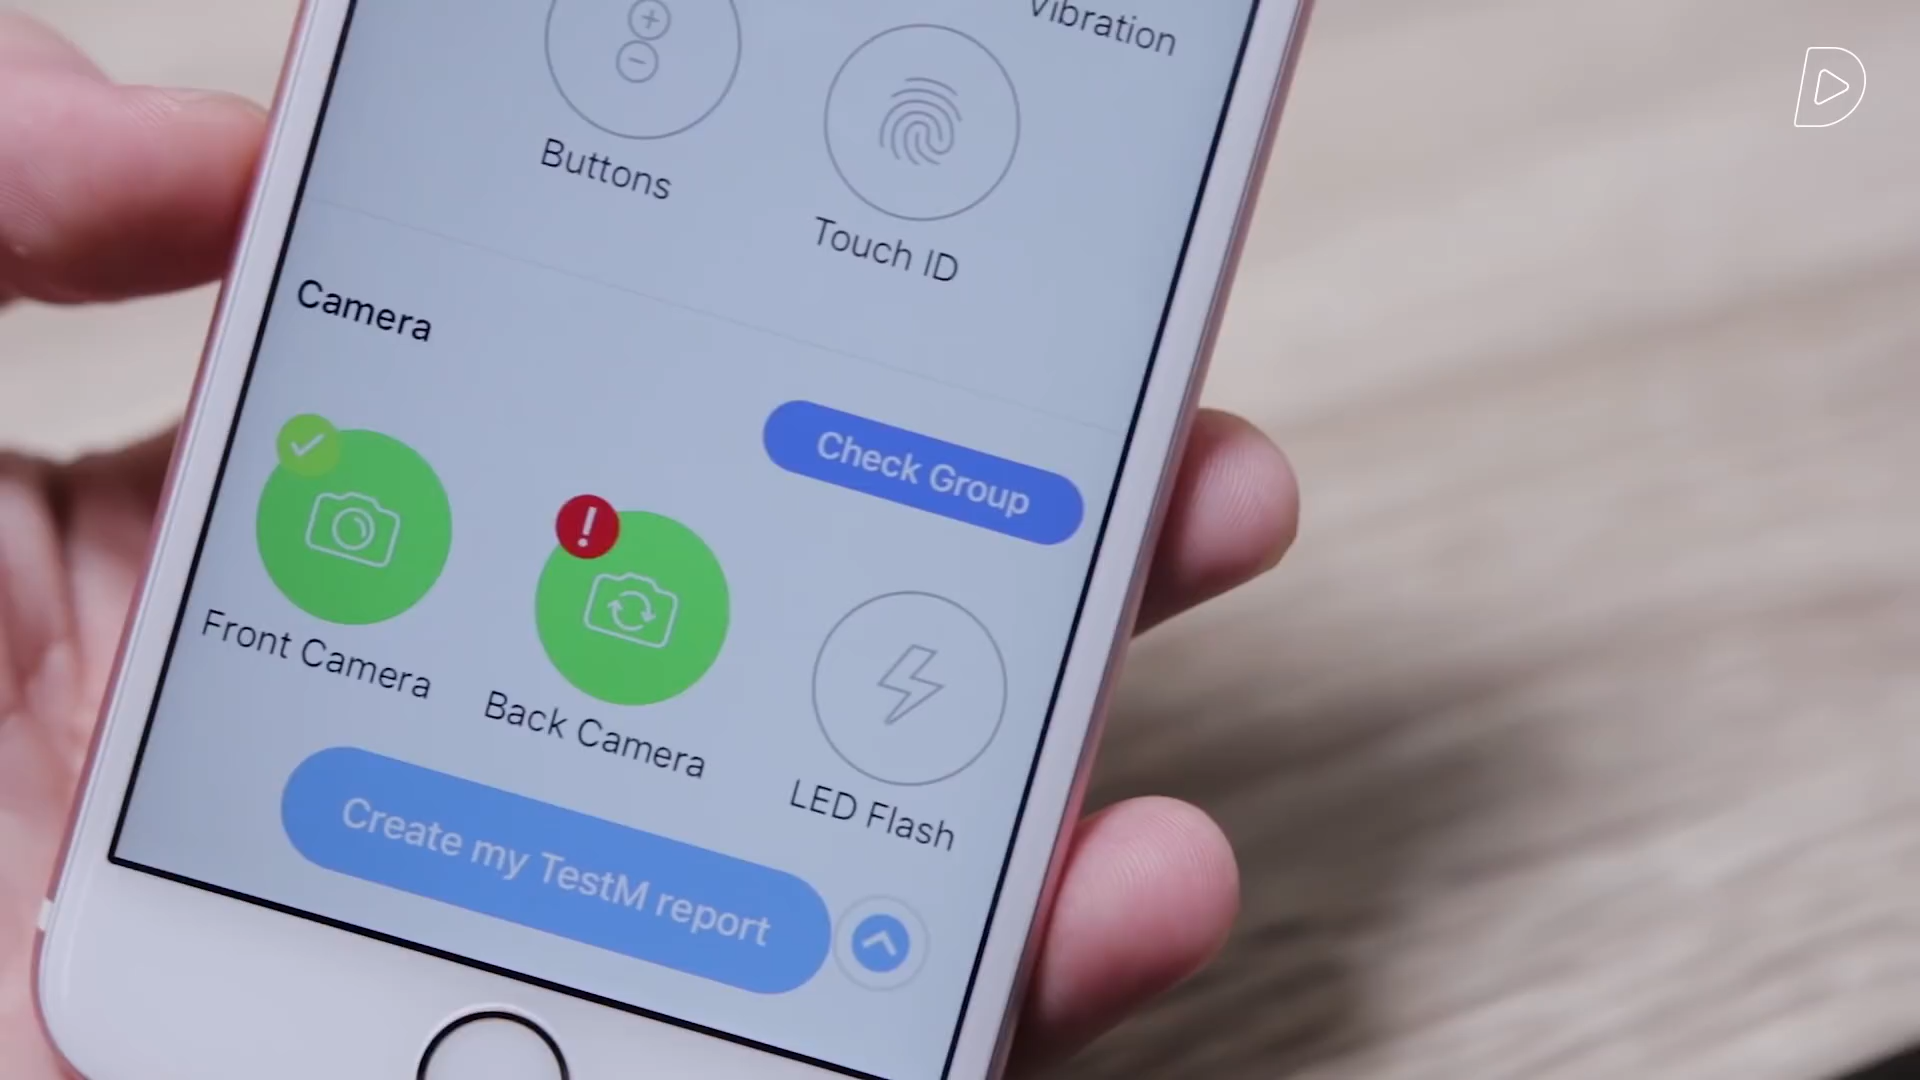 Vibration
Buttons
Touch ID
Camera
Check Group
Front Camera
Back Camera
LED Flash
Create my TestM report